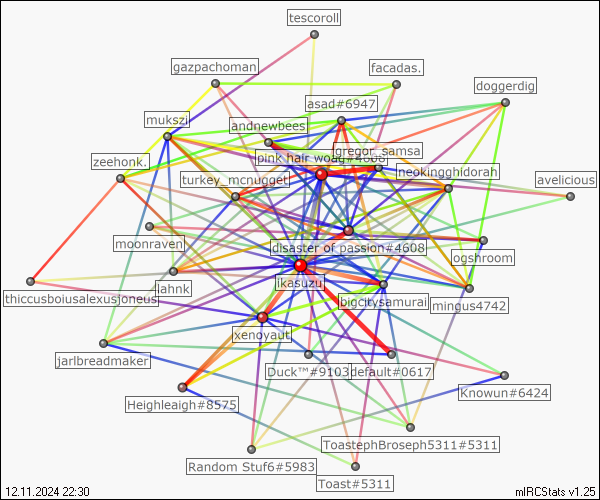 tescoroll
gazpachoman
facadas.
doggerdig
asad#6947
mukszi
andnewbees
gregor_samsa
pink hair woag#4608
zeehonk.
neokingghidorah
turkey_mcnugget
avelicious
moonraven
disaster of passion#4608
ogshroom
iahnk
ikasuzu
thiccusboiusalexusjoneus
bigcitysamurai
mingus4742
xenoyaut
jarlbreadmaker
Duck™#9103
default#0617
Knowun#6424
Heighleaigh#8575
ToastephBroseph5311#5311
Random Stuf6#5983
Toast#5311
12.11.2024 22:30
mIRCStats v1.25